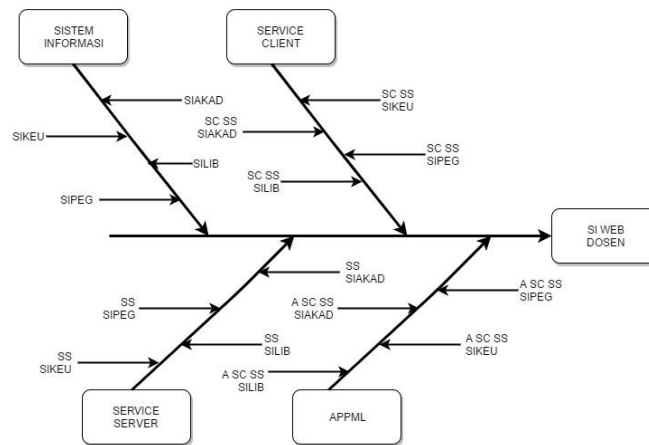 SISTEM
INFORMASI
SERVICE
CLIENT
SIAKAD
SIKEU
SILIB
SIPEG
SC SS
SIKEU
SC SS
SIAKAD
SC SS
SIPEG
SC SS
SILIB
SI WEB
DOSEN
SS
SIAKAD
SS
SIPEG
SS
SILIB
SS
SIKEU
A SC SS
SIPEG
A SC SS
SIAKAD
A SC SS
SIKEU
A SC SS
SILIB
SERVICE
SERVER
APPML